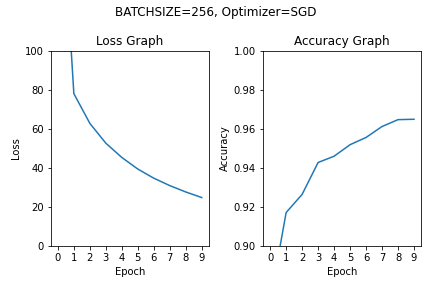 BATCHSIZE=256, Optimizer=SGD
Loss Graph
100
80
60
40
20
0
Loss
0 1 2 3 4 5 6 7 8 9
Epoch
Accuracy Graph
1.00
0.98
0.96
0.94
0.92
0.90
Accuracy
0 1 2 3 4 5 6 7 8 9
Epoch